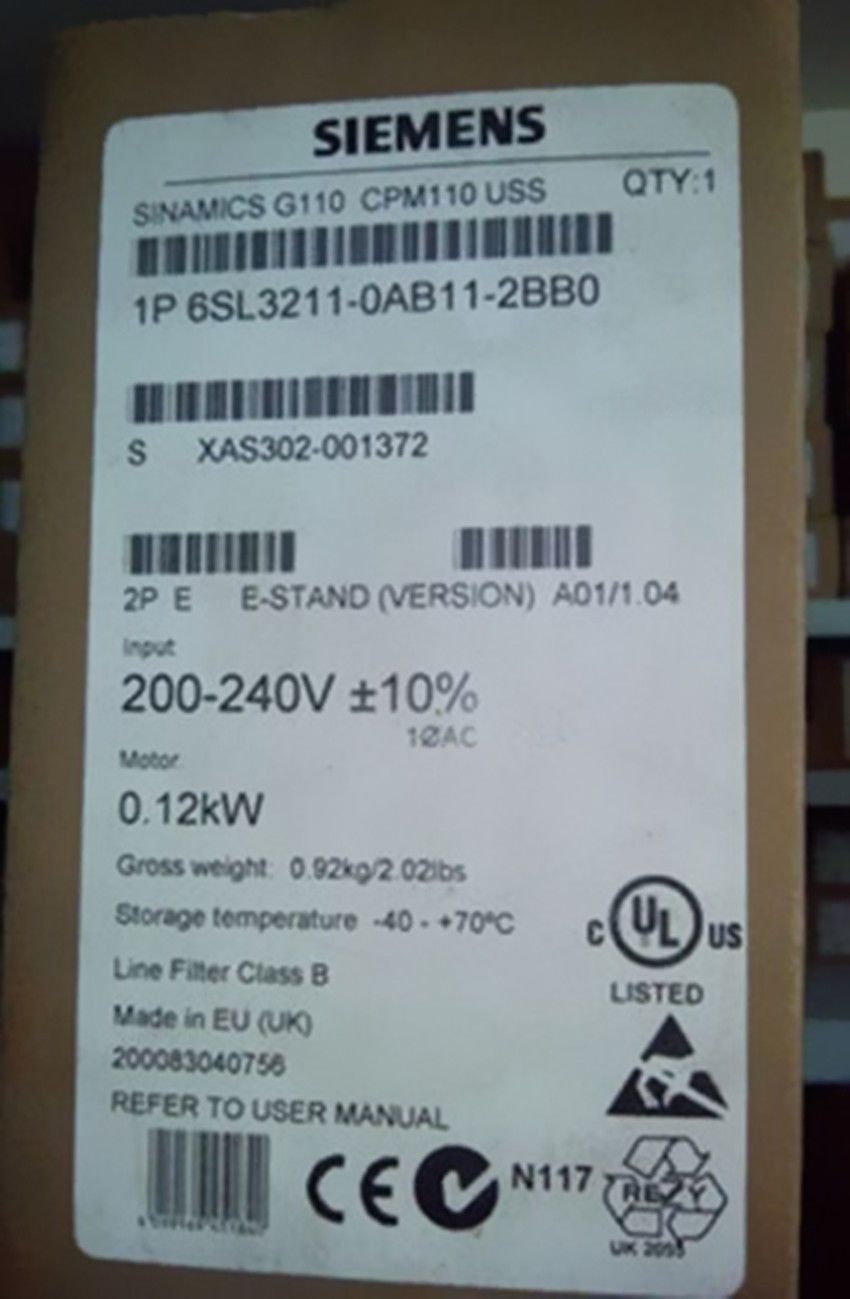 SIEMENS
SINAMICS G110 CPM110 USS QTY:1
1P 6SL3211-0AB11-2BB0
S XAS302-001372
2P E E-STAND (VERSION) A01/1.04
Input
200-240V ±10%
1ØAC
Motor
0.12kW
Gross weight: 0.92kg/2.02lbs
Storage temperature -40 - +70ºC
C UL US
Line Filter Class B
LISTED
Made in EU (UK)
200083040756
REFER TO USER MANUAL
CE N117 REZY